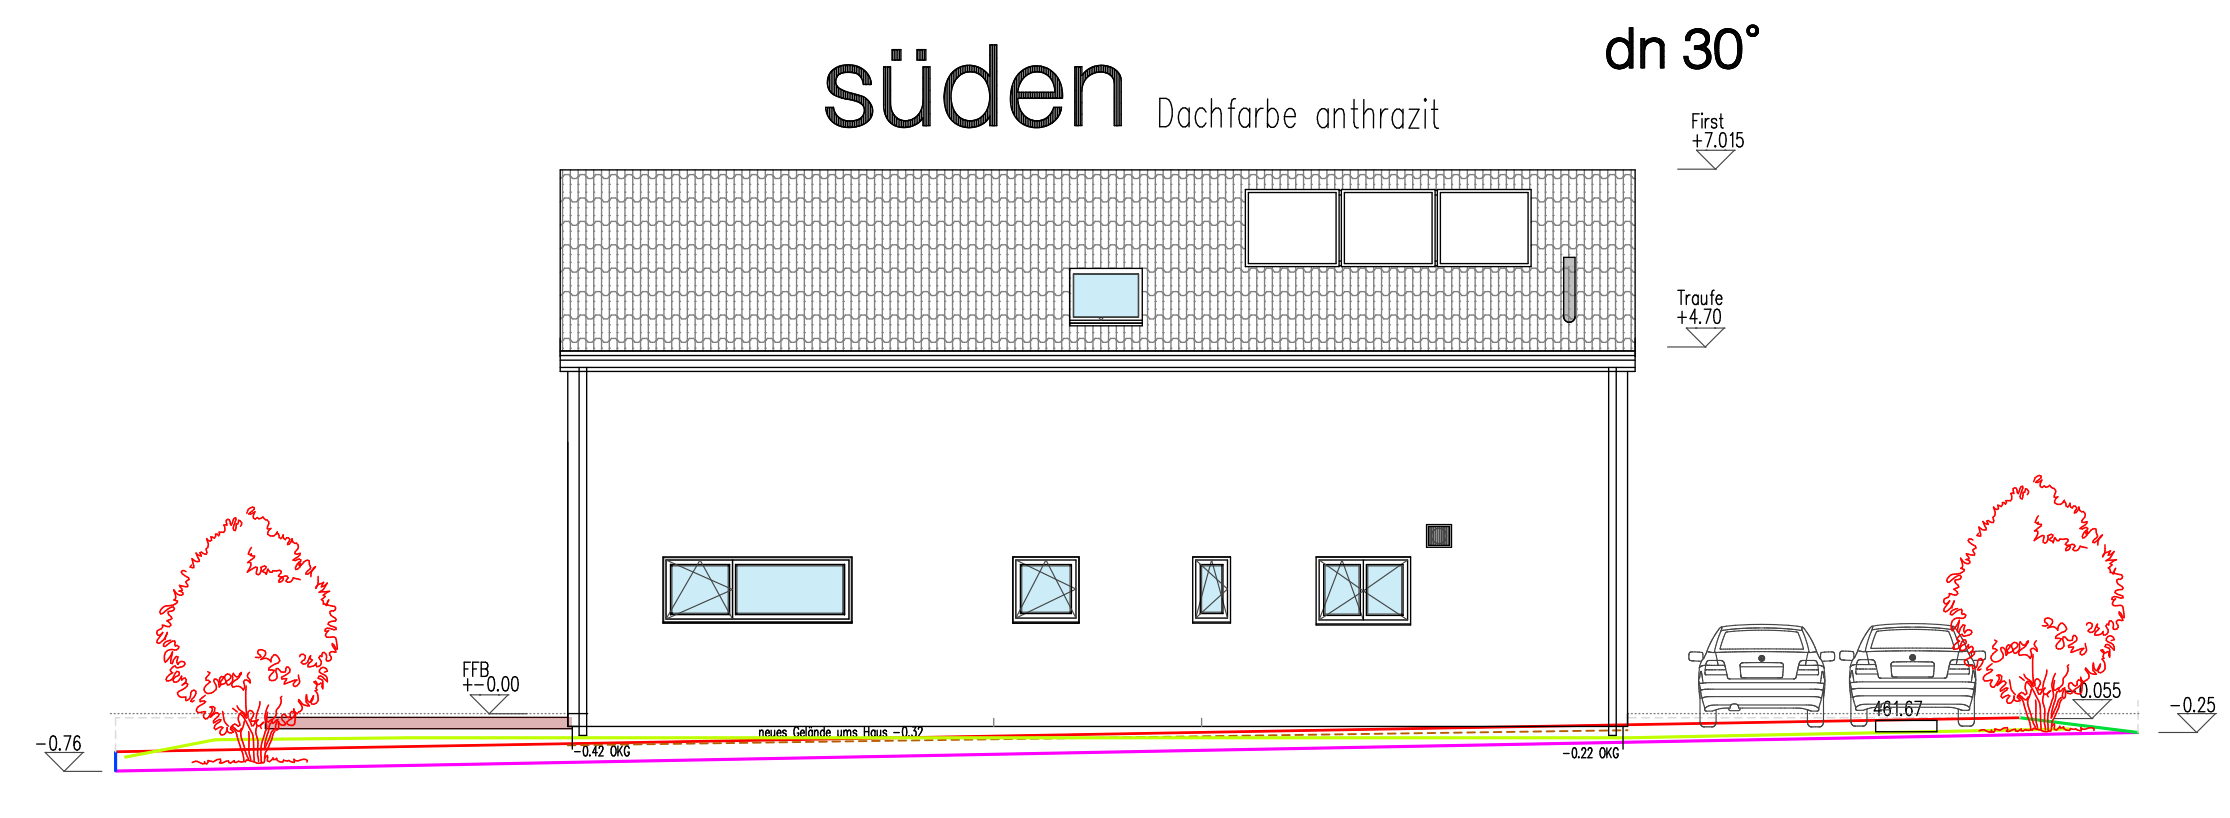 dn 30°
süden Dachfarbe anthrazit
First
+7.015
Traufe
+4.70
FFB
+-0.00
-0.76
-0.42 OKG
neues Gelände ums Haus -0.32
-0.22 OKG
461.67
0.055
-0.25